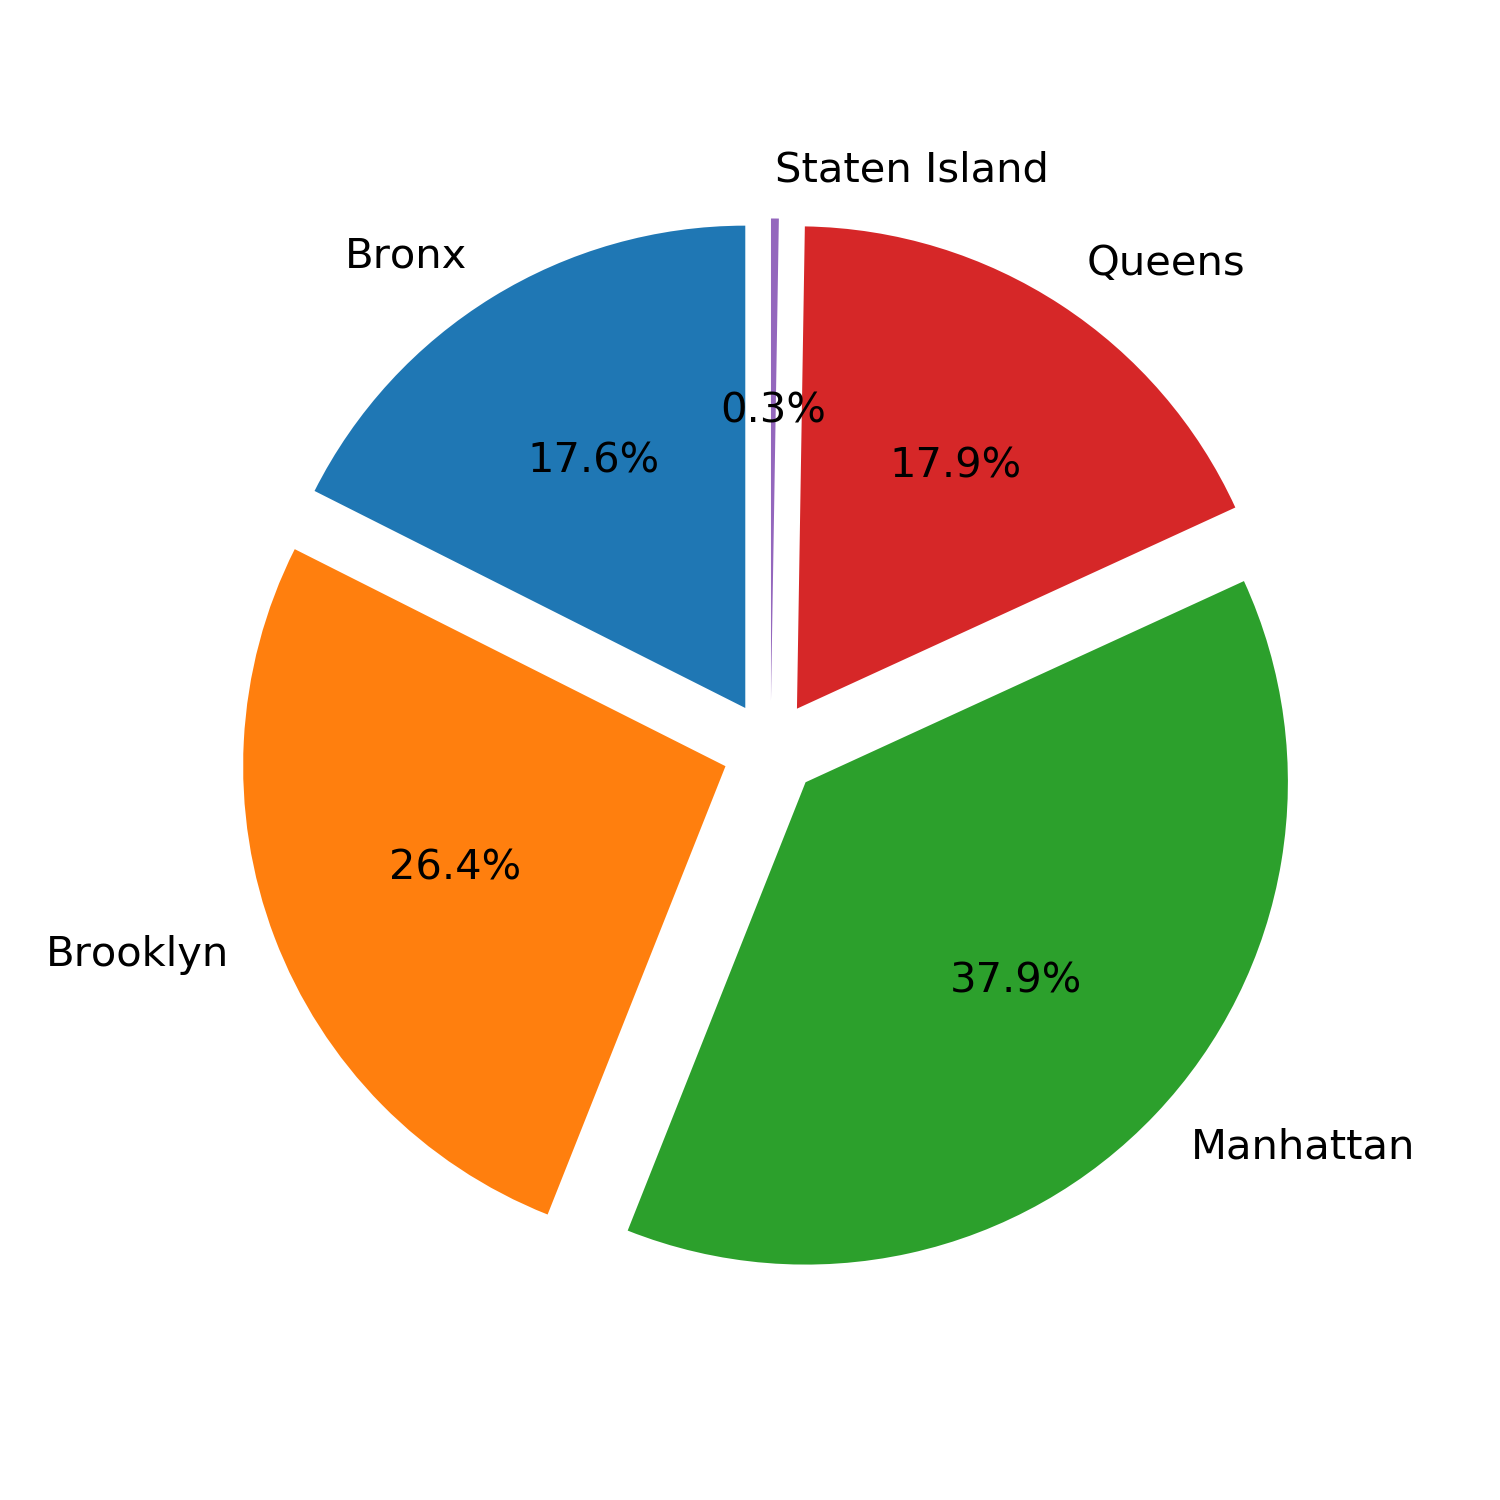 Staten Island
Bronx
Queens
0.3%
17.6%
17.9%
26.4%
Brooklyn
37.9%
Manhattan